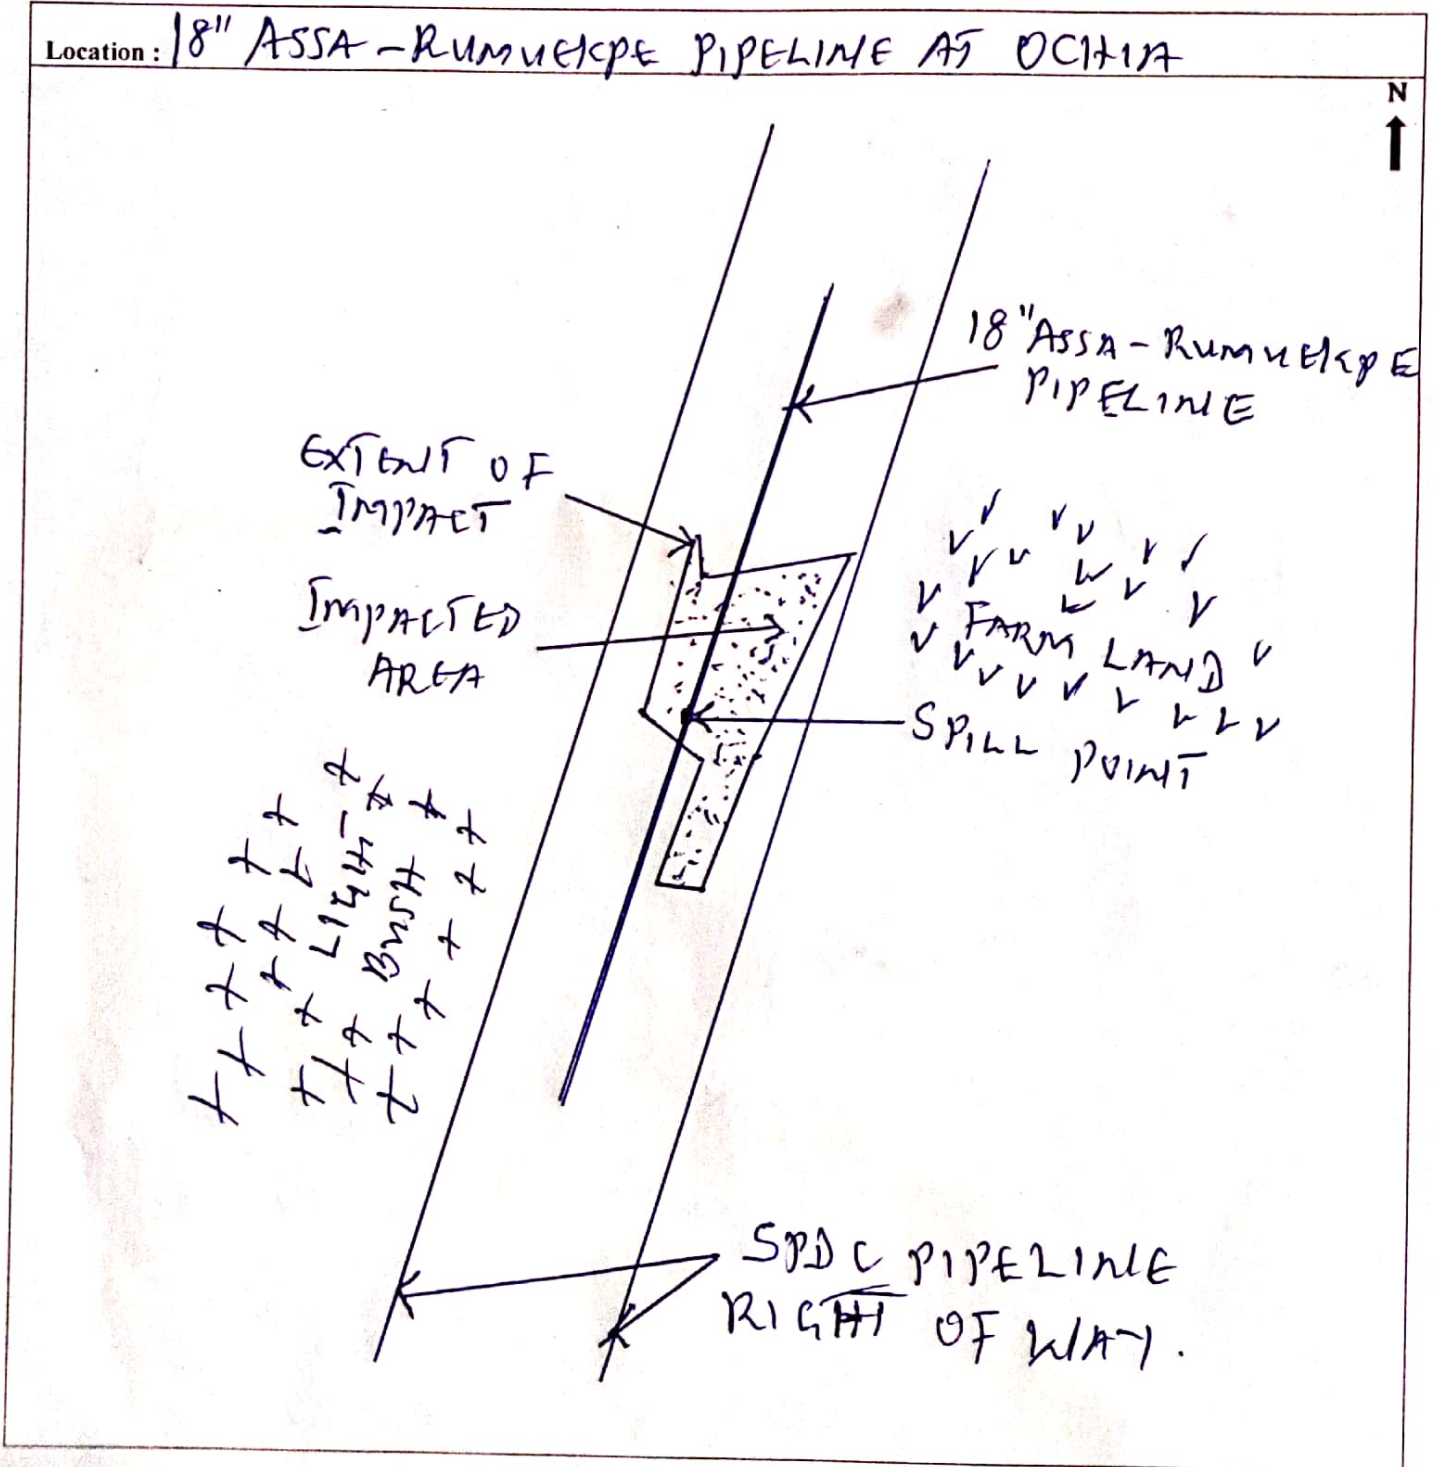 Location : 18" ASSA-RUMUEKPE PIPELINE AT OCHIA
N
18" ASSA-RUMUEKPE
PIPELINE
EXTENT OF
IMPACT
IMPACTED
AREA
FARM LAND
SPILL POINT
LIGHT
BUSH
SPDC PIPELINE
RIGHT OF WAY.